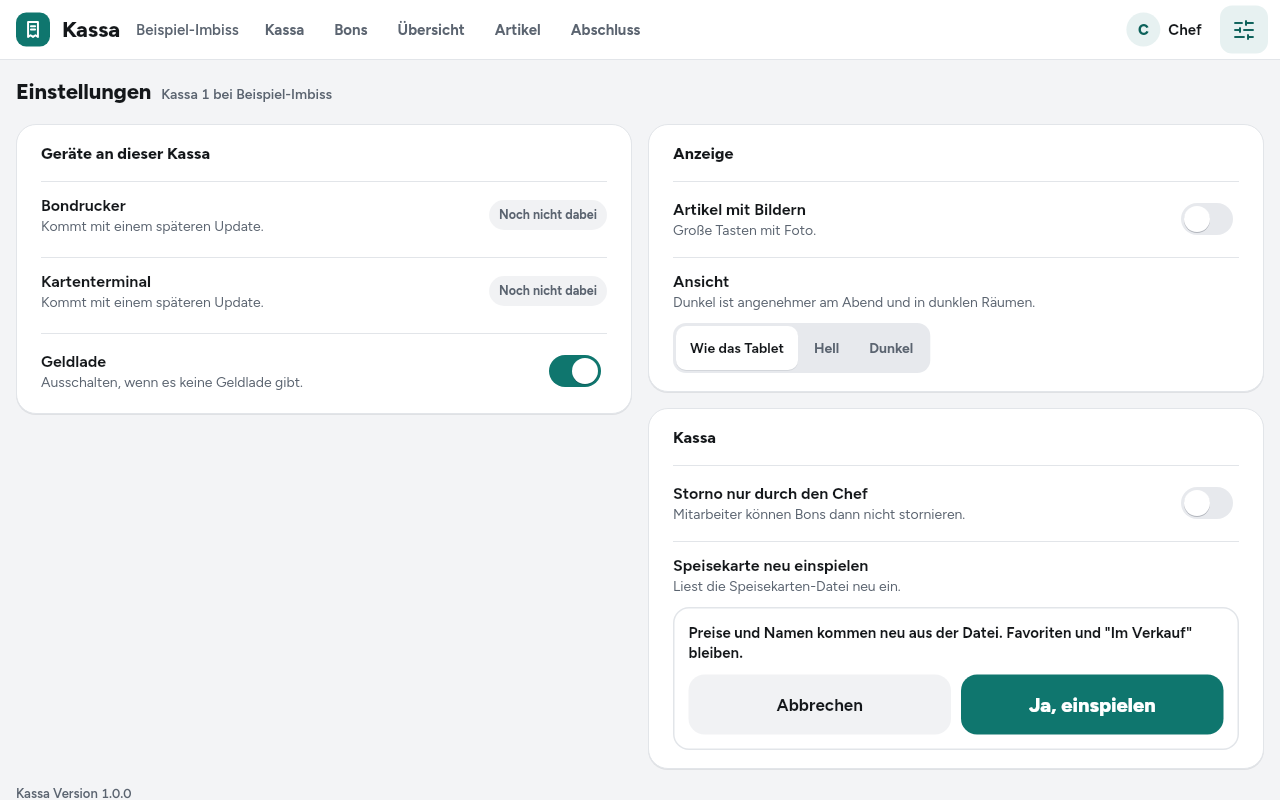 Kassa Beispiel-Imbiss Kassa Bons Übersicht Artikel Abschluss C Chef
Einstellungen Kassa 1 bei Beispiel-Imbiss
Geräte an dieser Kassa
Bondrucker
Kommt mit einem späteren Update.
Noch nicht dabei
Kartenterminal
Kommt mit einem späteren Update.
Noch nicht dabei
Geldlade
Ausschalten, wenn es keine Geldlade gibt.
Anzeige
Artikel mit Bildern
Große Tasten mit Foto.
Ansicht
Dunkel ist angenehmer am Abend und in dunklen Räumen.
Wie das Tablet Hell Dunkel
Kassa
Storno nur durch den Chef
Mitarbeiter können Bons dann nicht stornieren.
Speisekarte neu einspielen
Liest die Speisekarten-Datei neu ein.
Preise und Namen kommen neu aus der Datei. Favoriten und "Im Verkauf"
bleiben.
Abbrechen Ja, einspielen
Kassa Version 1.0.0